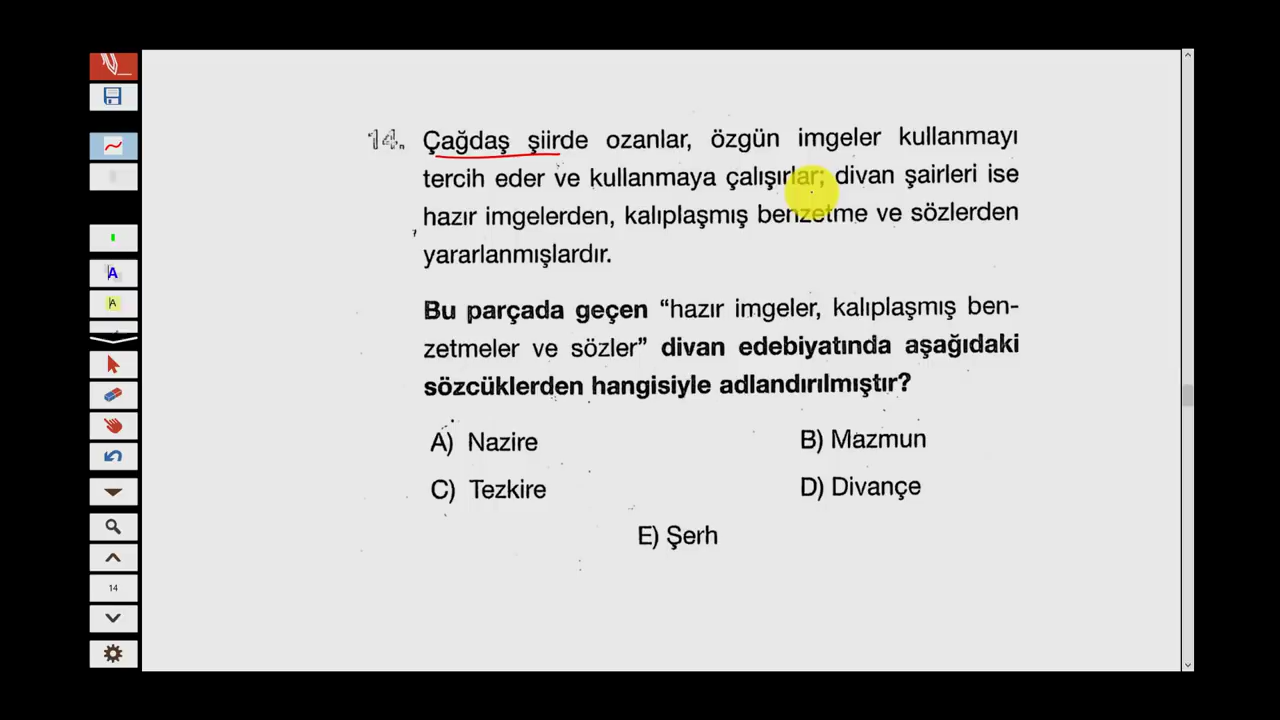 14. Çağdaş şiirde ozanlar, özgün imgeler kullanmayı
tercih eder ve kullanmaya çalışırlar; divan şairleri ise
hazır imgelerden, kalıplaşmış benzetme ve sözlerden
yararlanmışlardır.
Bu parçada geçen “hazır imgeler, kalıplaşmış ben-
zetmeler ve sözler” divan edebiyatında aşağıdaki
sözcüklerden hangisiyle adlandırılmıştır?
A) Nazire
B) Mazmun
C) Tezkire
D) Divançe
E) Şerh
A
A
14